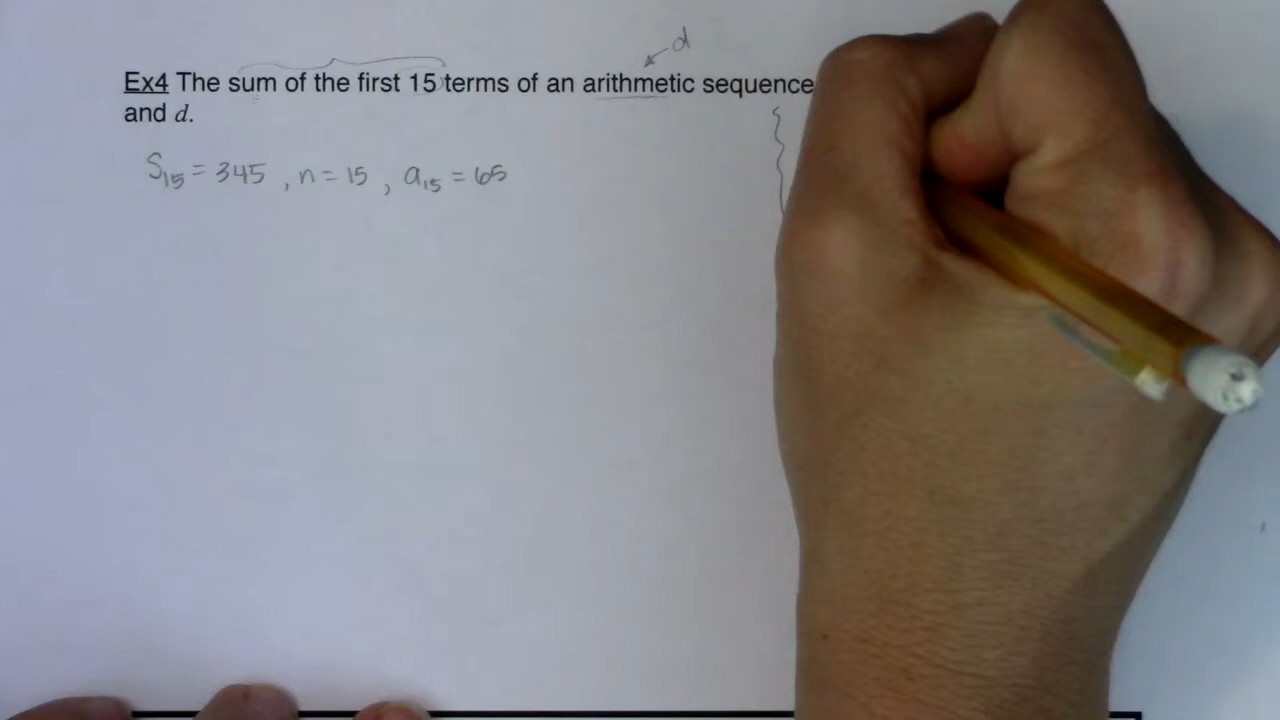 d
Ex4 The sum of the first 15 terms of an arithmetic sequence
and d.
S₁₅ = 345 , n = 15 , a₁₅ = 65